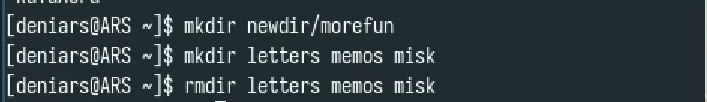 [deniars@ARS ~]$ mkdir newdir/morefun
[deniars@ARS ~]$ mkdir letters memos misk
[deniars@ARS ~]$ rmdir letters memos misk